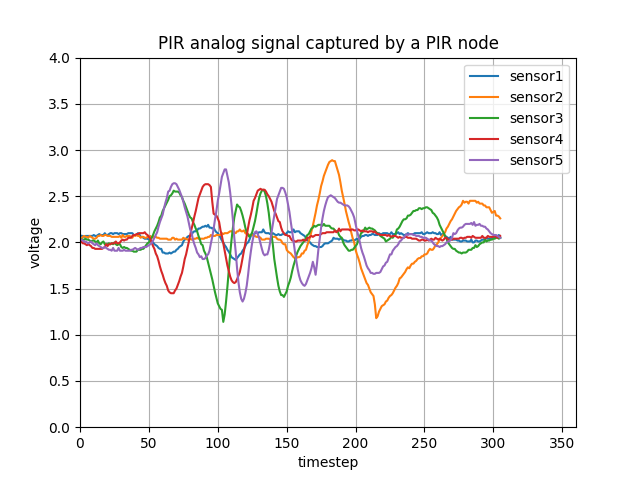 PIR analog signal captured by a PIR node
4.0
3.5
3.0
2.5
2.0
1.5
1.0
0.5
0.0
voltage
sensor1
sensor2
sensor3
sensor4
sensor5
0 50 100 150 200 250 300 350
timestep